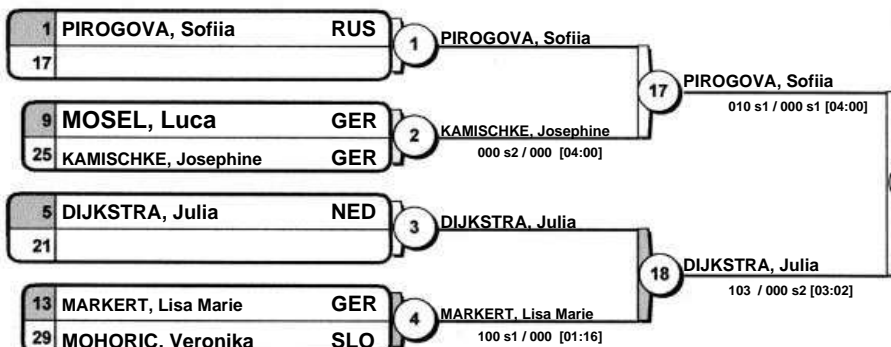 1 PIROGOVA, Sofiia RUS
17
1
PIROGOVA, Sofiia
9 MOSEL, Luca GER
25 KAMISCHKE, Josephine GER
2
KAMISCHKE, Josephine
000 s2 / 000 [04:00]
17
PIROGOVA, Sofiia
010 s1 / 000 s1 [04:00]
5 DIJKSTRA, Julia NED
21
3
DIJKSTRA, Julia
13 MARKERT, Lisa Marie GER
29 MOHORIC, Veronika SLO
4
MARKERT, Lisa Marie
100 s1 / 000 [01:16]
18
DIJKSTRA, Julia
103 / 000 s2 [03:02]